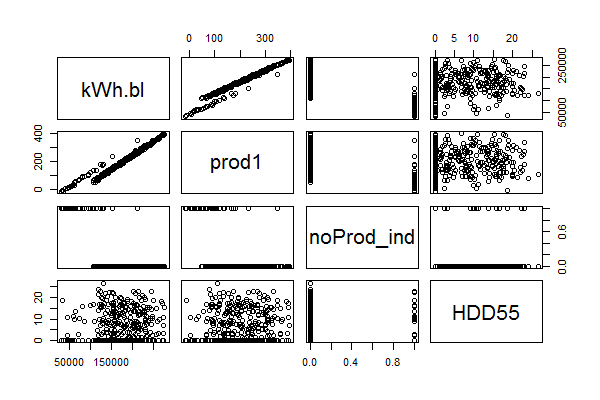 0 100 300
0 5 10 20
kWh.bl
50000 250000
0 200 400
prod1
noProd_ind
0.0 0.6
0 10 20
HDD55
50000 150000
0.0 0.4 0.8